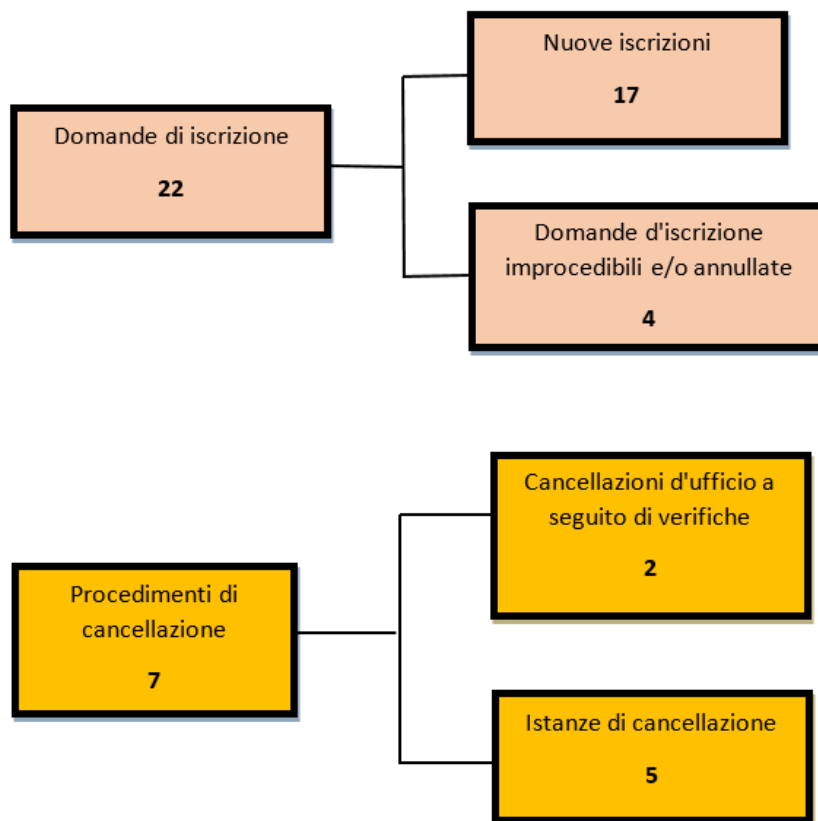 Nuove iscrizioni
17
Domande di iscrizione
22
Domande d'iscrizione
improcedibili e/o annullate
4
Cancellazioni d'ufficio a
seguito di verifiche
2
Procedimenti di
cancellazione
7
Istanze di cancellazione
5